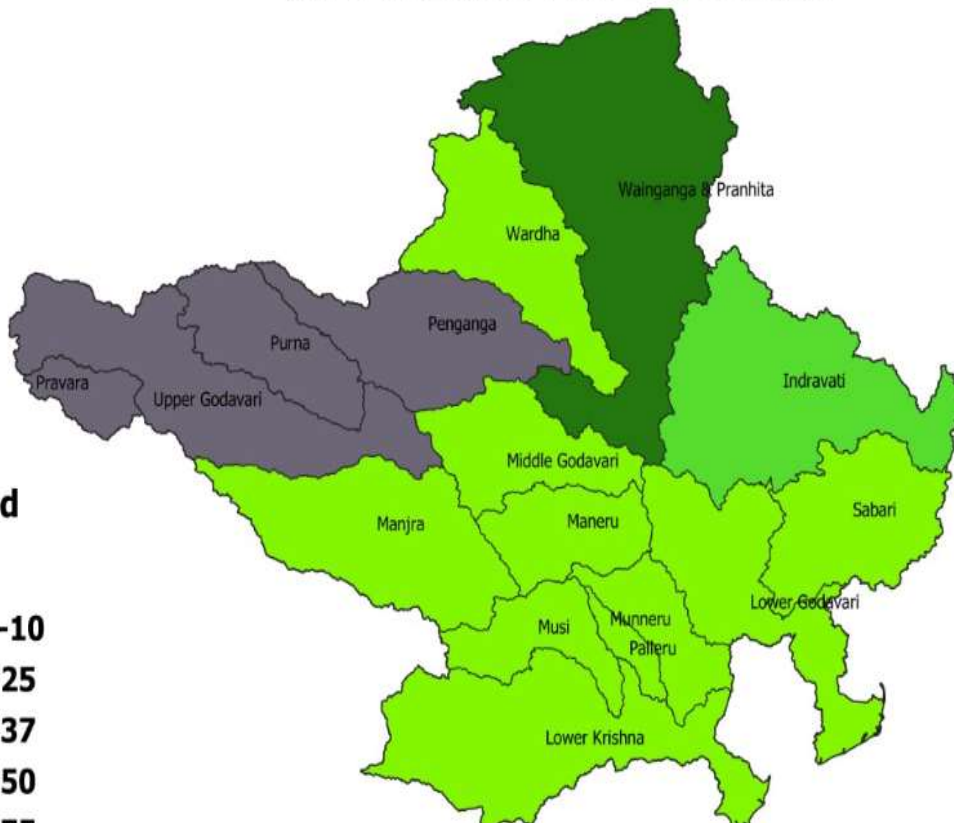 Wainganga & Pranhita
Wardha
Penganga
Purna
Pravara
Upper Godavari
Indravati
Middle Godavari
Manjra
Maneru
Sabari
Lower Godavari
Munneru
Musi
Palleru
Lower Krishna
d
-10
25
37
50